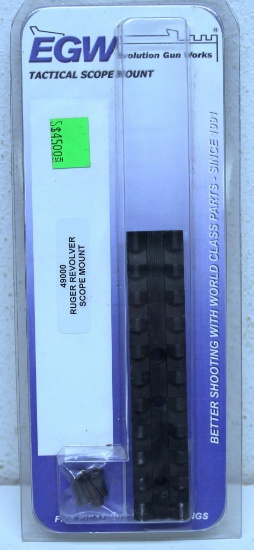 EGW
Evolution Gun Works
TACTICAL SCOPE MOUNT
49000
RUGER REVOLVER
SCOPE MOUNT
BETTER SHOOTING WITH WORLD CLASS PARTS - SINCE 1991